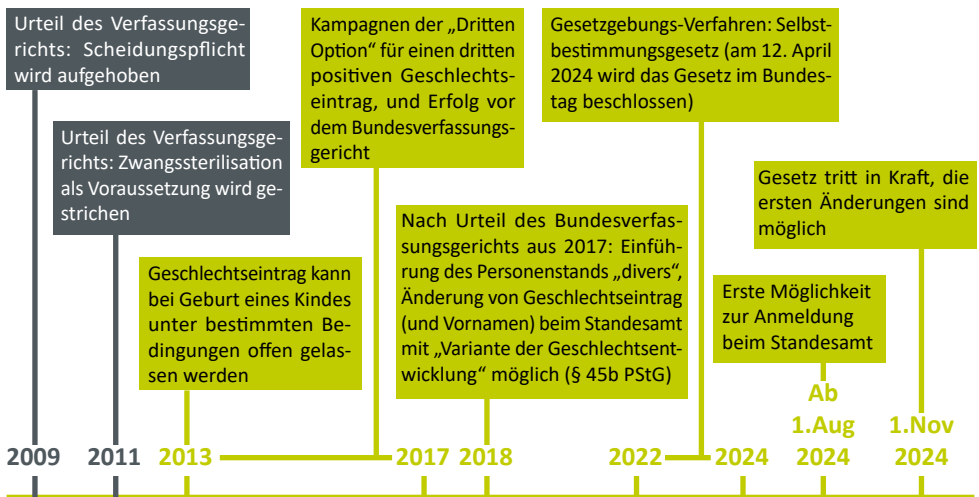 Urteil des Verfassungsge-
richts: Scheidungspflicht
wird aufgehoben
Urteil des Verfassungsge-
richts: Zwangssterilisation
als Voraussetzung wird ge-
strichen
Geschlechtseintrag kann
bei Geburt eines Kindes
unter bestimmten Be-
dingungen offen gelas-
sen werden
Kampagnen der „Dritten
Option“ für einen dritten
positiven Geschlechts-
eintrag, und Erfolg vor
dem Bundesverfassungs-
gericht
Nach Urteil des Bundesverfas-
sungsgerichts aus 2017: Einfüh-
rung des Personenstands „divers“,
Änderung von Geschlechtseintrag
(und Vornamen) beim Standesamt
mit „Variante der Geschlechtsent-
wicklung“ möglich (§ 45b PStG)
Gesetzgebungs-Verfahren: Selbst-
bestimmungsgesetz (am 12. April
2024 wird das Gesetz im Bundes-
tag beschlossen)
Erste Möglichkeit
zur Anmeldung
beim Standesamt
Gesetz tritt in Kraft, die
ersten Änderungen sind
möglich
2009
2011
2013
2017
2018
2022
2024
Ab
1.Aug
2024
1.Nov
2024